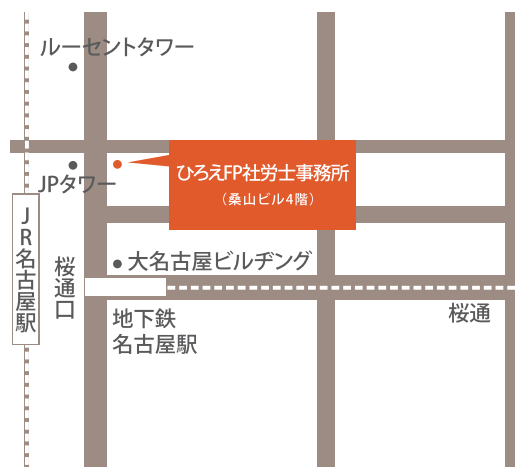 ルーセントタワー
ひろえFP社労士事務所
（桑山ビル4階）
JPタワー
JR名古屋駅
桜通口
大名古屋ビルヂング
地下鉄
名古屋駅
桜通